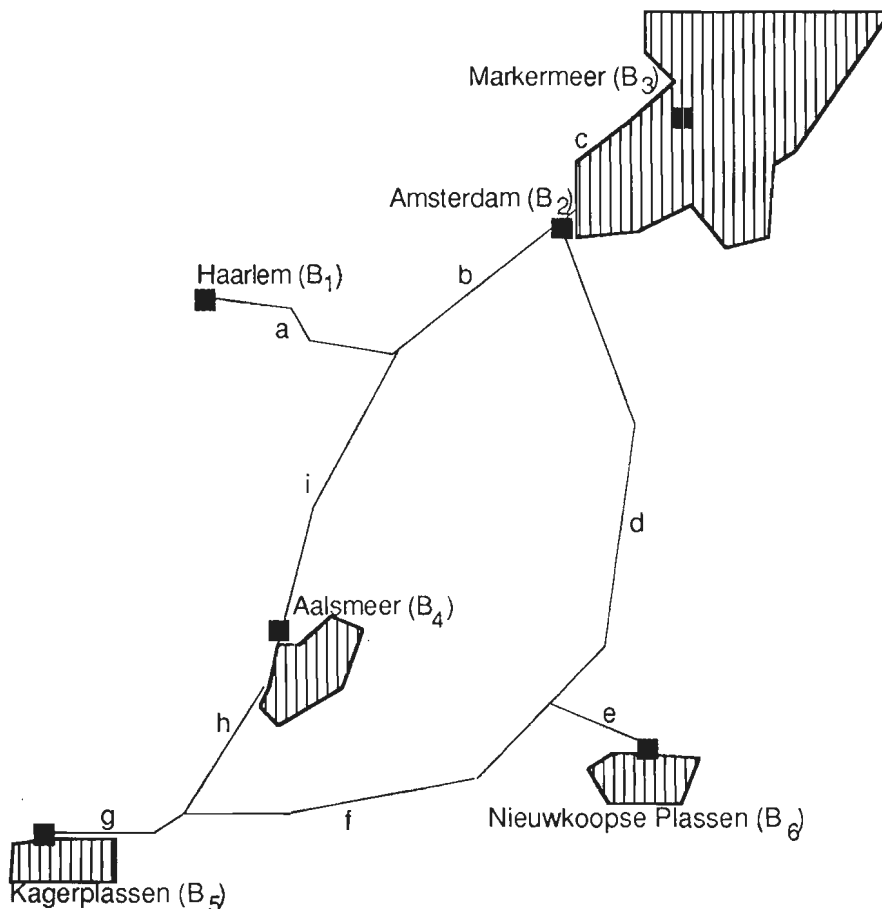 Markermeer (B3)
c
Amsterdam (B2)
Haarlem (B1)
b
a
i
d
Aalsmeer (B4)
h
e
g
f
Nieuwkoopse Plassen (B6)
Kagerplassen (B5)